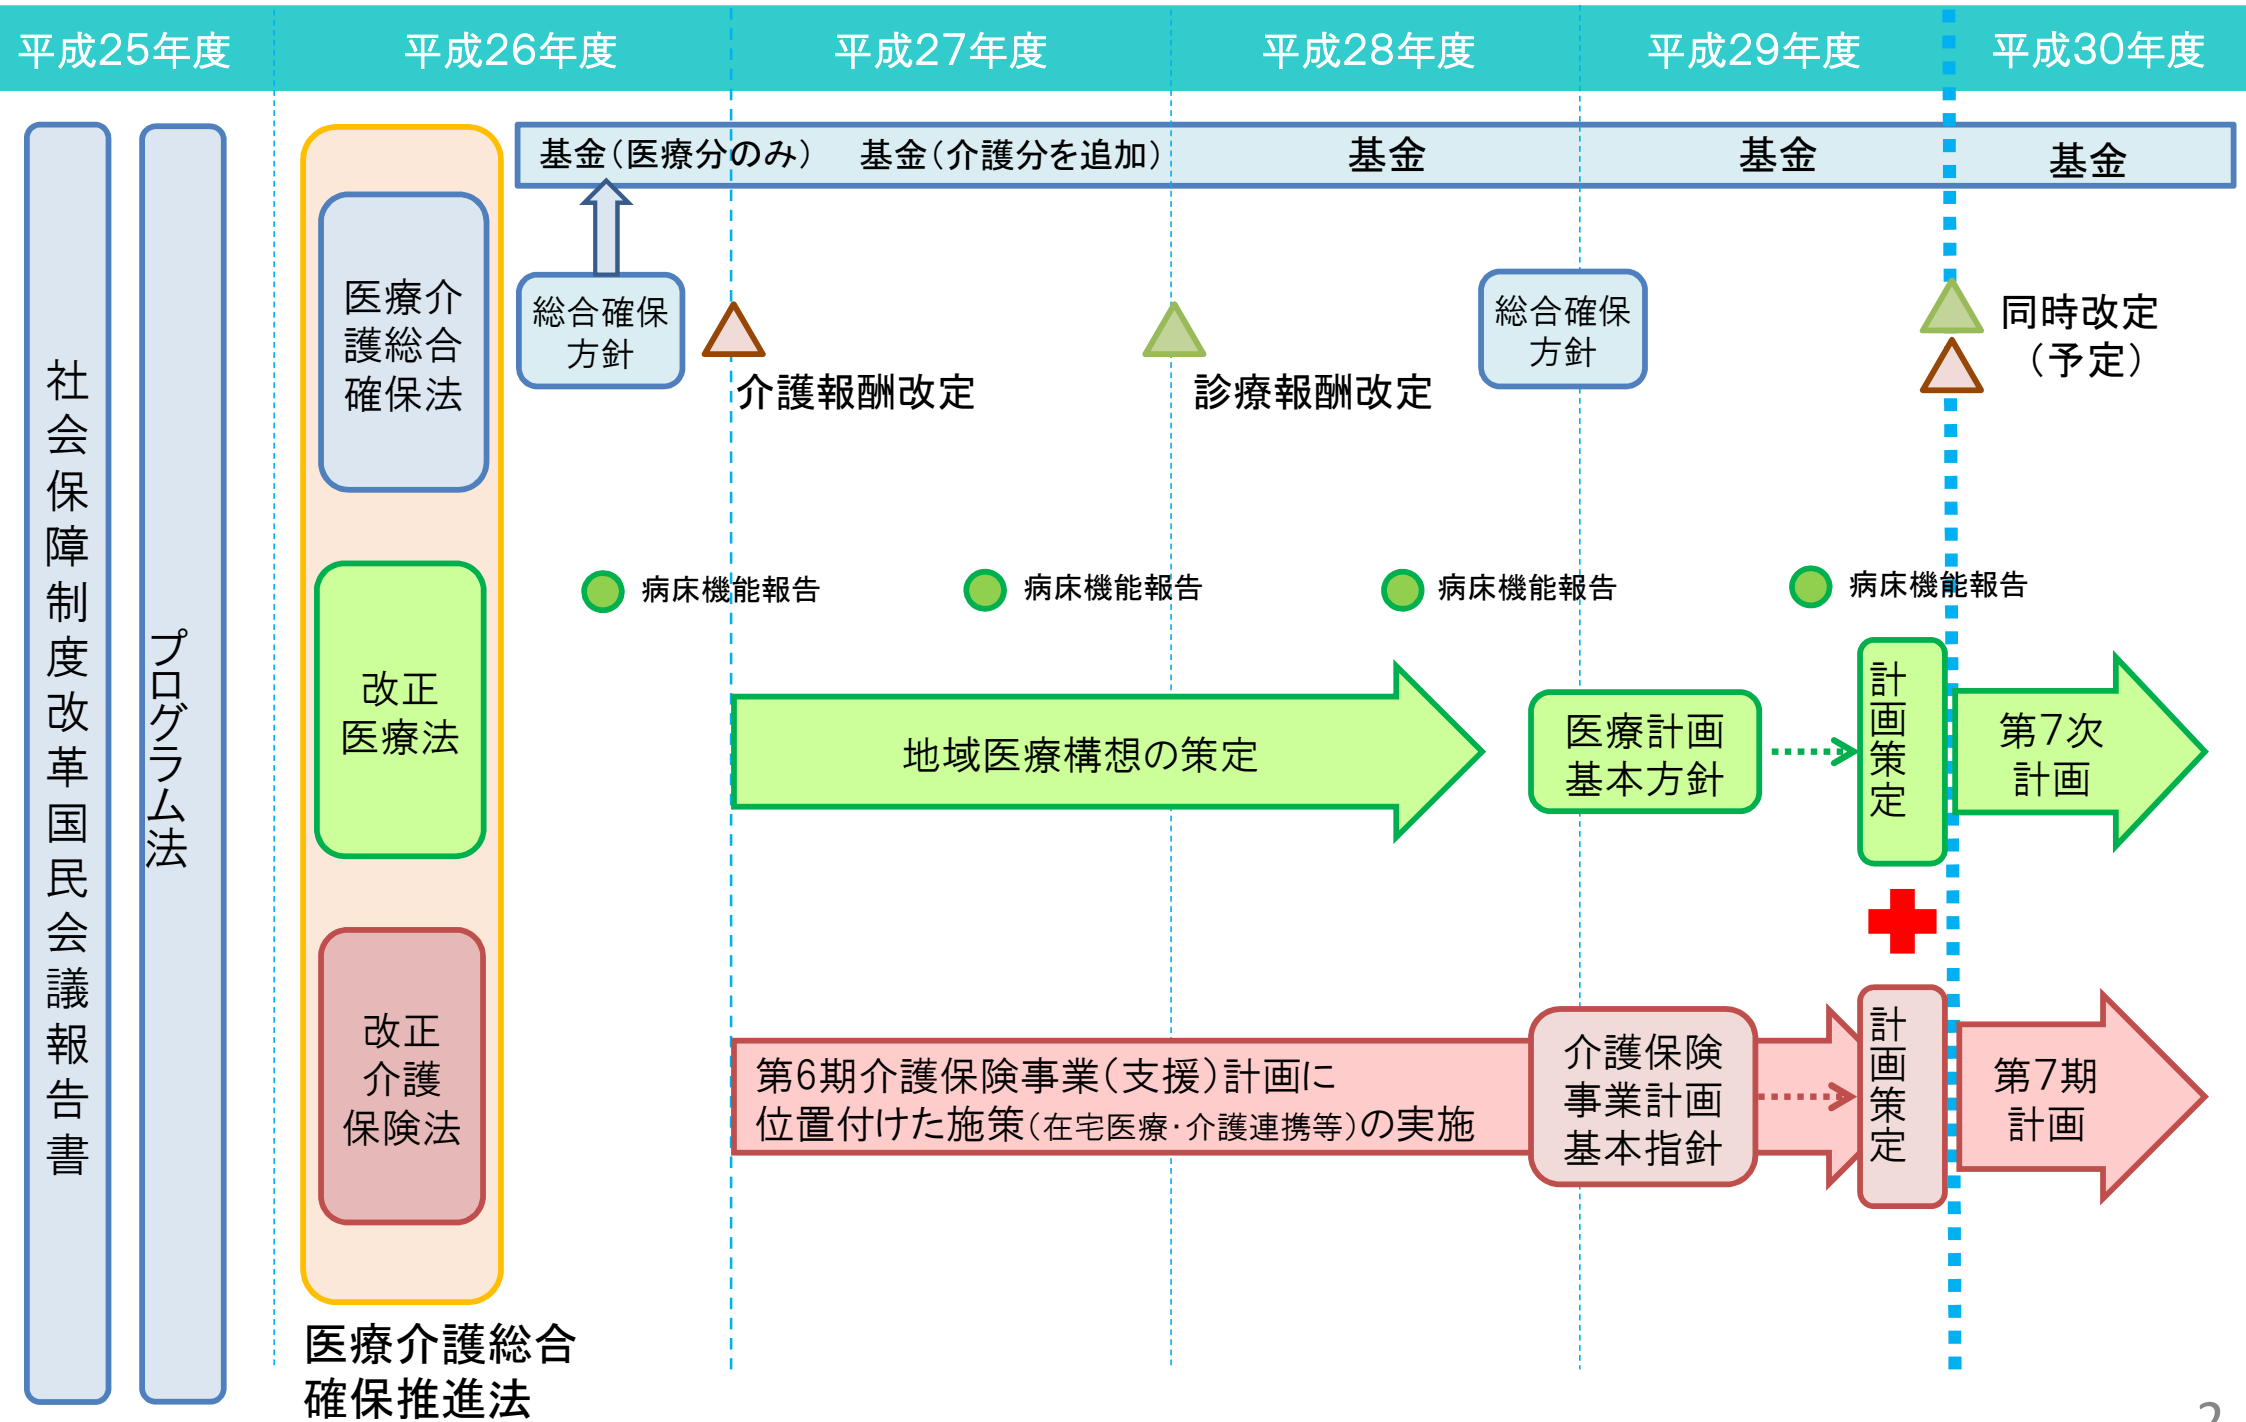 平成25年度
平成26年度
平成27年度
平成28年度
平成29年度
平成30年度
社会保障制度改革国民会議報告書
プログラム法
基金（医療分のみ）
基金（介護分を追加）
基金
基金
基金
医療介
護総合
確保法
総合確保
方針
介護報酬改定
診療報酬改定
総合確保
方針
同時改定
（予定）
病床機能報告
病床機能報告
病床機能報告
病床機能報告
改正
医療法
地域医療構想の策定
医療計画
基本方針
計画策定
第7次
計画
改正
介護
保険法
第6期介護保険事業（支援）計画に
位置付けた施策（在宅医療・介護連携等）の実施
介護保険
事業計画
基本指針
計画策定
第7期
計画
医療介護総合
確保推進法
2